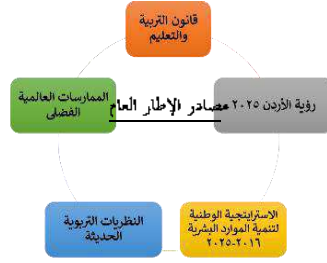 قانون التربية
والتعليم
رؤية الأردن ٢٠٢٥
مصادر الإطار العام
الممارسات العالمية
الفضلى
الاستراتيجية الوطنية
لتنمية الموارد البشرية
٢٠١٦-٢٠٢٥
النظريات التربوية
الحديثة